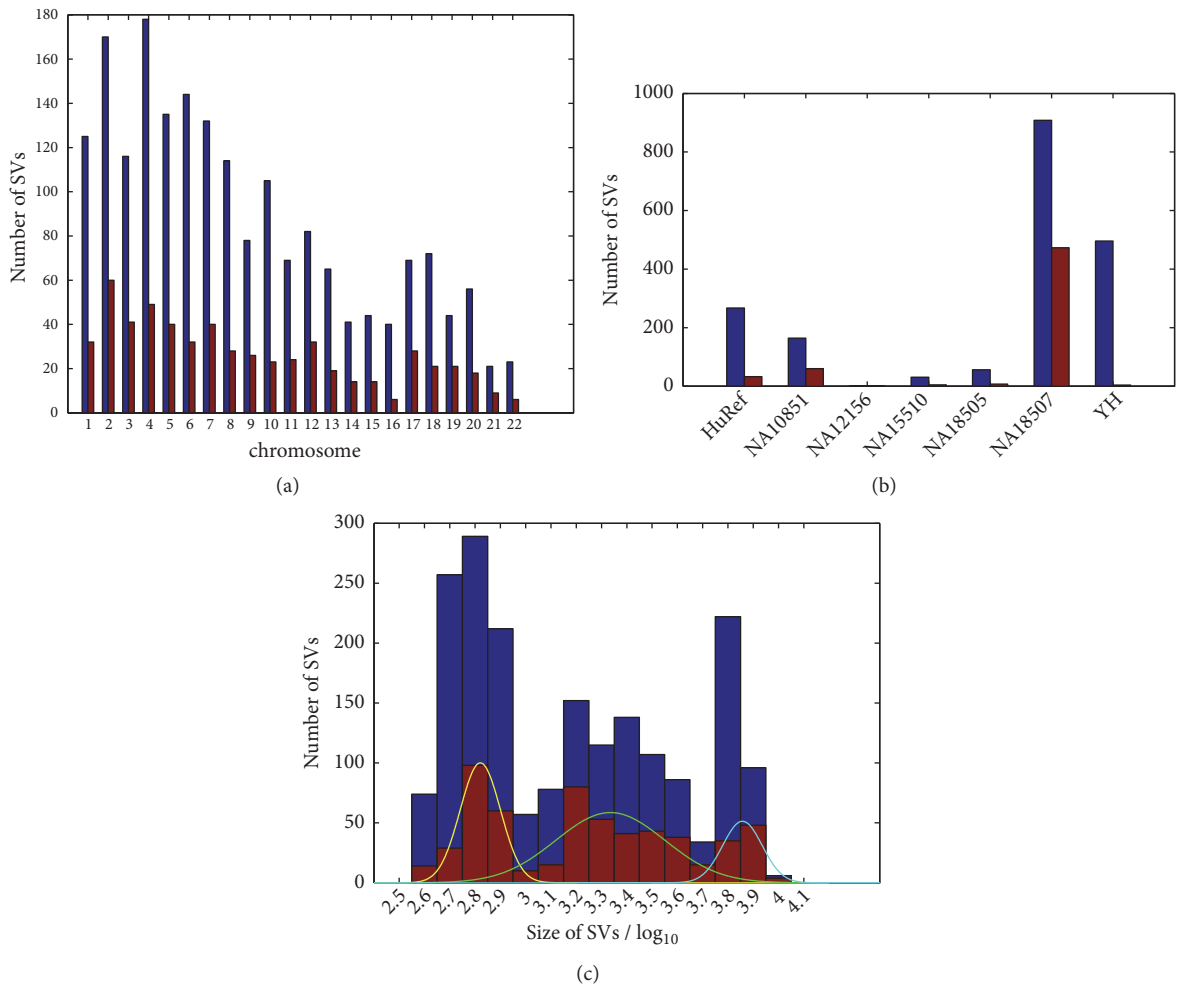 180
160
140
120
100
80
60
40
20
0
Number of SVs
1 2 3 4 5 6 7 8 9 10 11 12 13 14 15 16 17 18 19 20 21 22
chromosome
(a)
1000
800
600
400
200
0
Number of SVs
HuRef NA10851 NA12156 NA15510 NA18505 NA18507 YH
(b)
300
250
200
150
100
50
0
Number of SVs
2.5 2.6 2.7 2.8 2.9 3 3.1 3.2 3.3 3.4 3.5 3.6 3.7 3.8 3.9 4 4.1
Size of SVs / log10
(c)